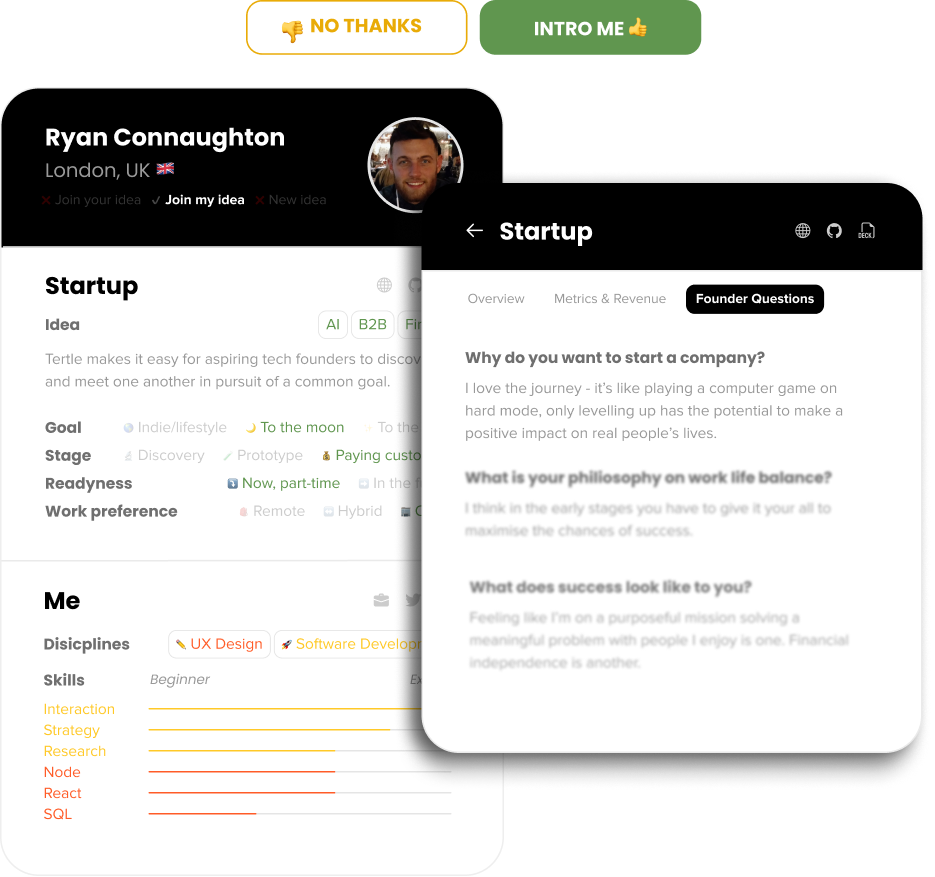 👎 NO THANKS
INTRO ME 👍
Ryan Connaughton
London, UK 🇬🇧
Join your idea Join my idea New idea
Startup
Idea AI B2B
Tertle makes it easy for aspiring tech founders to
and meet one another in pursuit of a common goal.
Goal Indie/lifestyle 🌙 To the moon To the
Stage Discovery Prototype 💰 Paying
Readyness Now, part-time In the
Work preference Remote Hybrid
Me
Disicplines UX Design 🚀 Software
Skills Beginner
Interaction
Strategy
Research
Node
React
SQL
← Startup
DECK
Overview Metrics & Revenue Founder Questions
Why do you want to start a company?
I love the journey - it’s like playing a computer game on
hard mode, only levelling up has the potential to make a
positive impact on real people’s lives.
What is your philiosophy on work life balance?
I think in the early stages you have to give it your all to
maximise the chances of success.
What does success look like to you?
Feeling like I’m on a purposeful mission solving a
meaningful problem with people I enjoy is one. Financial
independence is another.